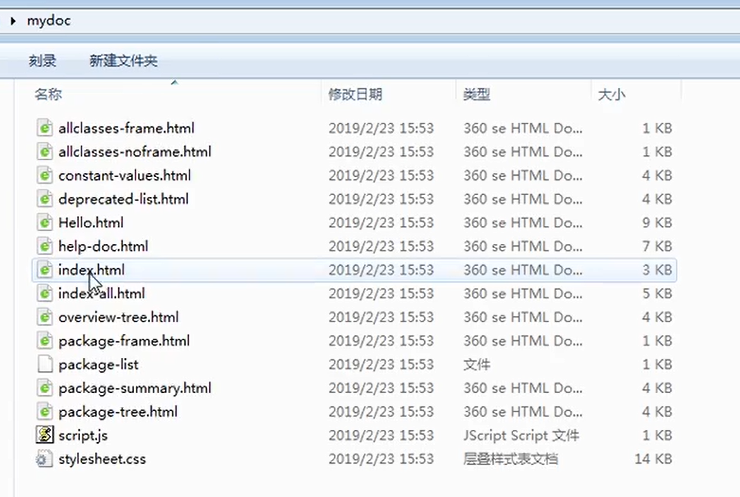 mydoc
刻录 新建文件夹
名称 修改日期 类型 大小
allclasses-frame.html 2019/2/23 15:53 360 se HTML Do... 1 KB
allclasses-noframe.html 2019/2/23 15:53 360 se HTML Do... 1 KB
constant-values.html 2019/2/23 15:53 360 se HTML Do... 4 KB
deprecated-list.html 2019/2/23 15:53 360 se HTML Do... 4 KB
Hello.html 2019/2/23 15:53 360 se HTML Do... 9 KB
help-doc.html 2019/2/23 15:53 360 se HTML Do... 7 KB
index.html 2019/2/23 15:53 360 se HTML Do... 3 KB
index-all.html 2019/2/23 15:53 360 se HTML Do... 5 KB
overview-tree.html 2019/2/23 15:53 360 se HTML Do... 4 KB
package-frame.html 2019/2/23 15:53 360 se HTML Do... 1 KB
package-list 2019/2/23 15:53 文件 1 KB
package-summary.html 2019/2/23 15:53 360 se HTML Do... 4 KB
package-tree.html 2019/2/23 15:53 360 se HTML Do... 4 KB
script.js 2019/2/23 15:53 JScript Script 文件 1 KB
stylesheet.css 2019/2/23 15:53 层叠样式表文档 14 KB